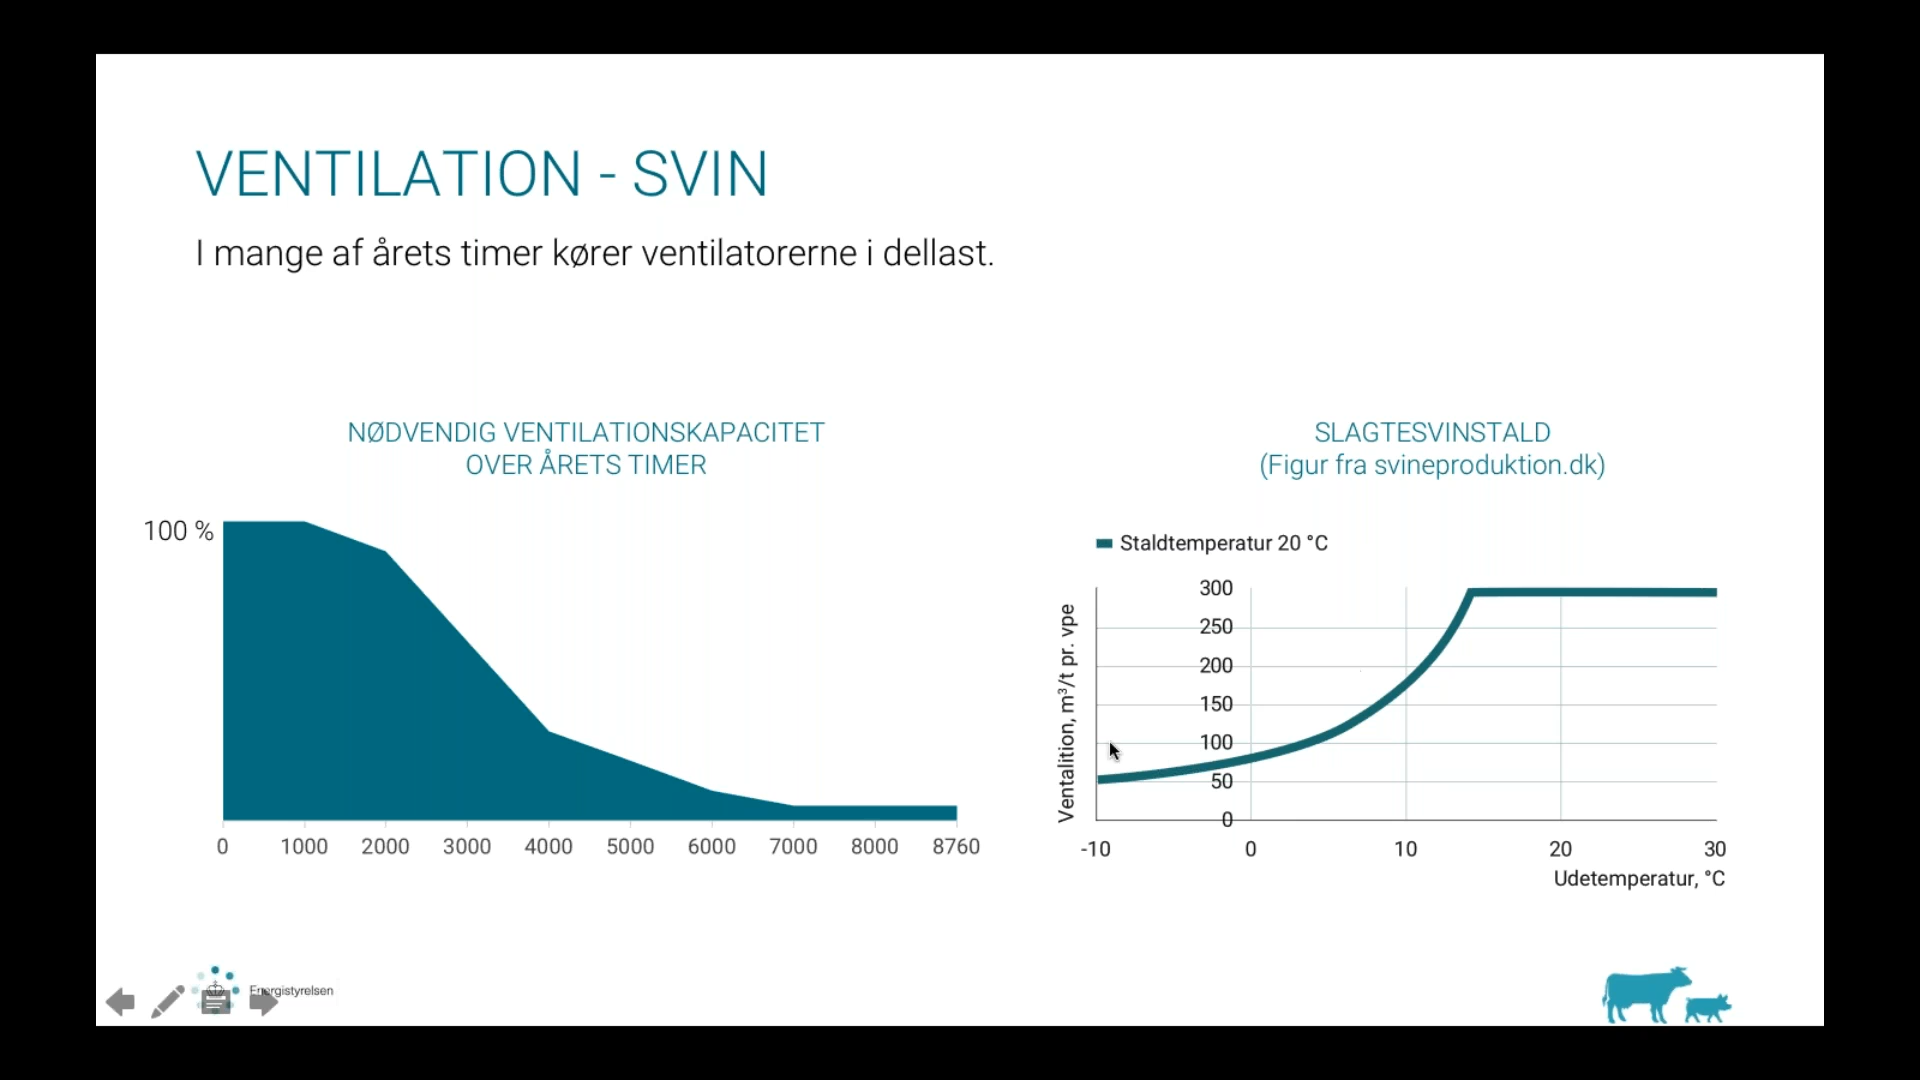 VENTILATION - SVIN
I mange af årets timer kører ventilatorerne i dellast.
NØDVENDIG VENTILATIONSKAPACITET
OVER ÅRETS TIMER
100 %
0 1000 2000 3000 4000 5000 6000 7000 8000 8760
SLAGTESVINSTALD
(Figur fra svineproduktion.dk)
Staldtemperatur 20 °C
Ventalition, m³/t pr. vpe
300
250
200
150
100
50
0
-10 0 10 20 30
Udetemperatur, °C
Energistyrelsen